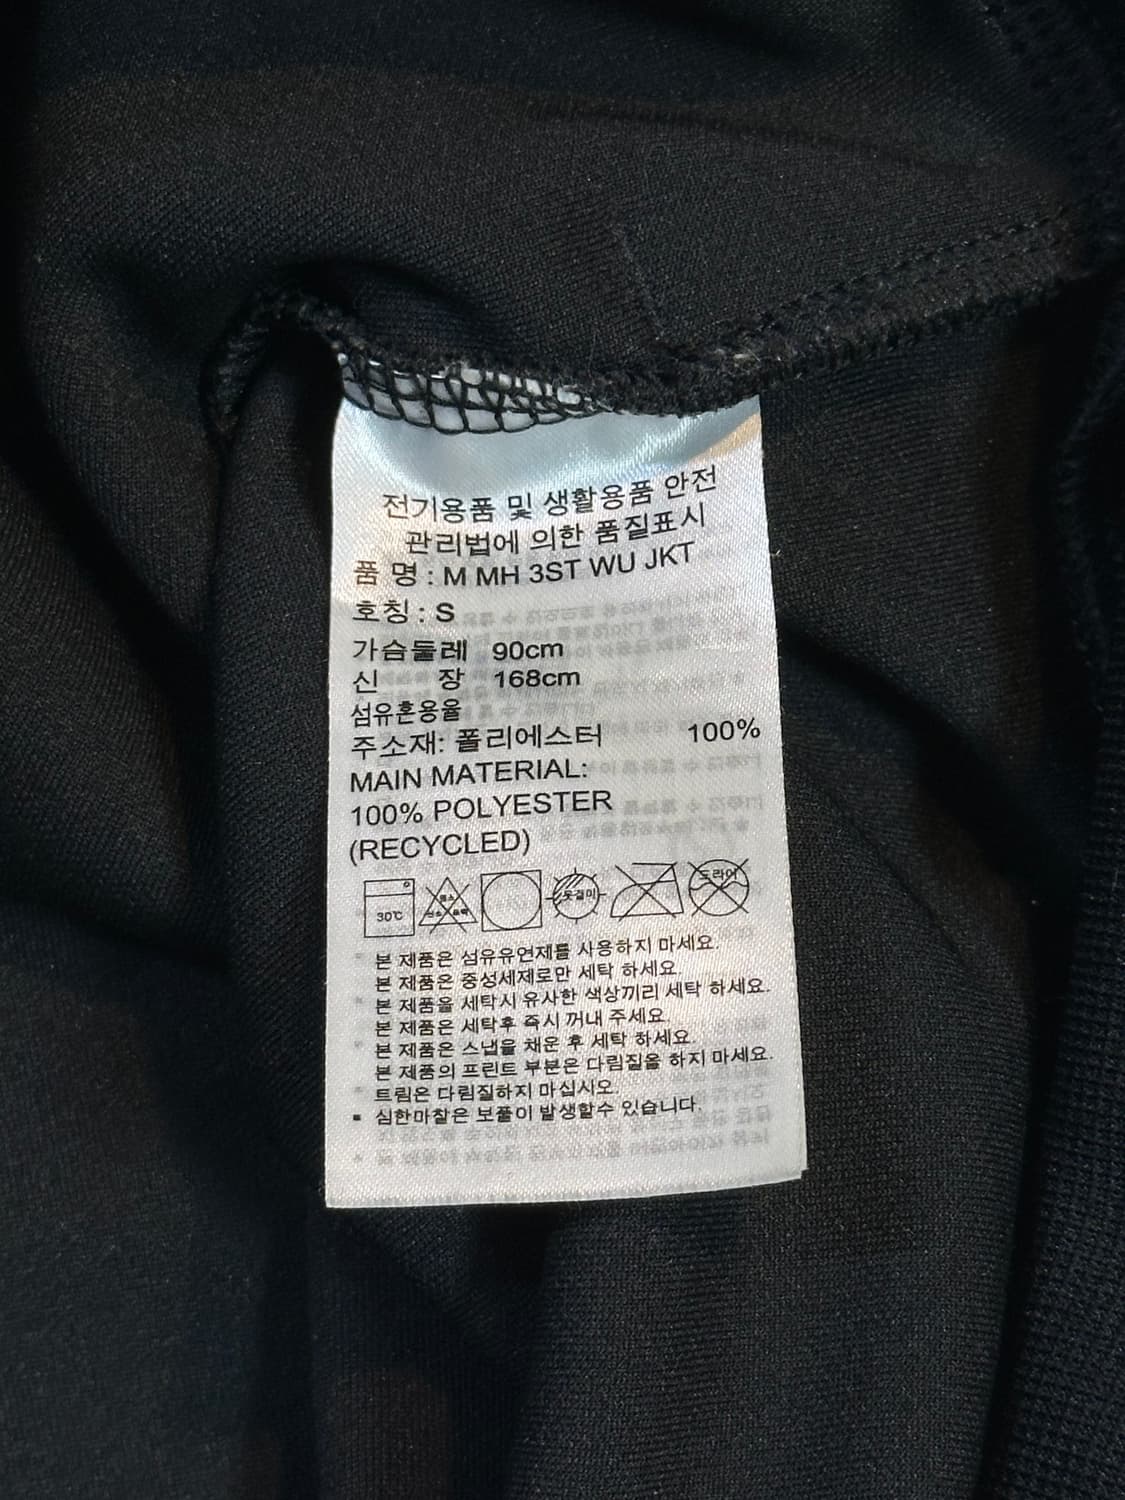 전기용품 및 생활용품 안전
관리법에 의한 품질표시
품 명 : M MH 3ST WU JKT
호칭 : S
가슴둘레 90cm
신 장 168cm
섬유혼용율
주소재: 폴리에스터 100%
MAIN MATERIAL:
100% POLYESTER
(RECYCLED)
30℃ 옷걸이 드라이
본 제품은 섬유유연제를 사용하지 마세요.
본 제품은 중성세제로만 세탁 하세요.
본 제품을 세탁시 유사한 색상끼리 세탁 하세요.
본 제품은 세탁후 즉시 꺼내 주세요.
본 제품은 스냅을 채운 후 세탁 하세요.
본 제품의 프린트 부분은 다림질을 하지 마세요.
트림은 다림질하지 마십시오.
심한마찰은 보풀이 발생할수 있습니다.